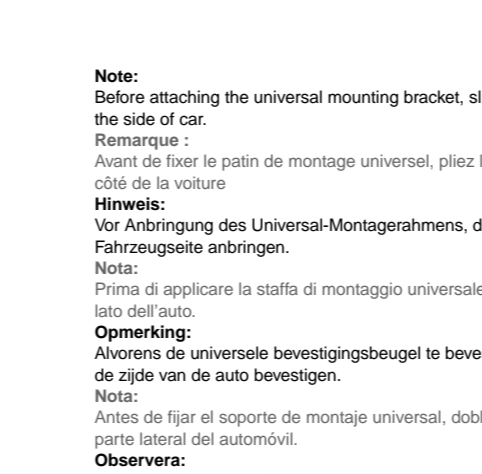 Note:
Before attaching the universal mounting bracket,
the side of car.
Remarque :
Avant de fixer le patin de montage universel, pliez
côté de la voiture
Hinweis:
Vor Anbringung des Universal-Montagerahmens,
Fahrzeugseite anbringen.
Nota:
Prima di applicare la staffa di montaggio universale
lato dell'auto.
Opmerking:
Alvorens de universele bevestigingsbeugel te
de zijde van de auto bevestigen.
Nota:
Antes de fijar el soporte de montaje universal,
parte lateral del automóvil.
Observera: